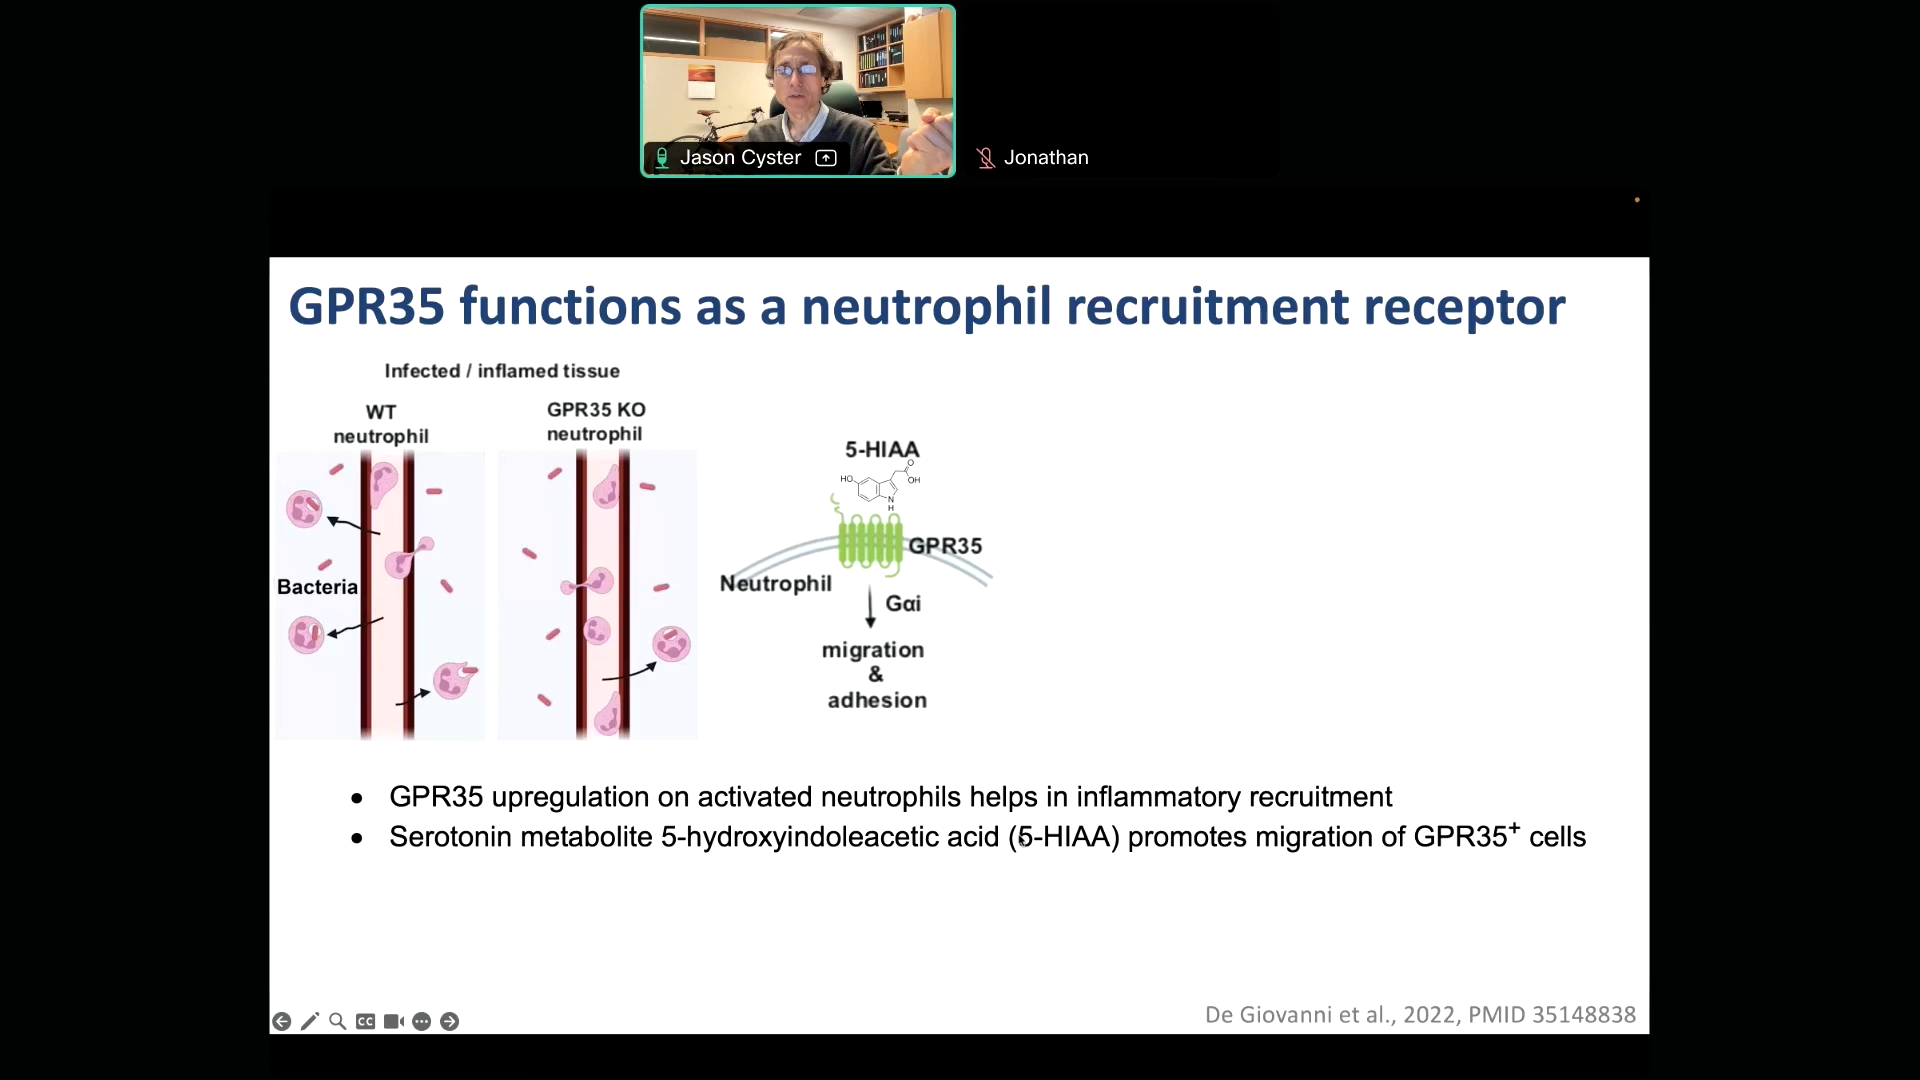 Jason Cyster
Jonathan
GPR35 functions as a neutrophil recruitment receptor
Infected / inflamed tissue
WT
neutrophil
GPR35 KO
neutrophil
Bacteria
5-HIAA
HO
O
OH
N
H
GPR35
Neutrophil
Gαi
migration
&
adhesion
• GPR35 upregulation on activated neutrophils helps in inflammatory recruitment
• Serotonin metabolite 5-hydroxyindoleacetic acid (5-HIAA) promotes migration of GPR35⁺ cells
CC
De Giovanni et al., 2022, PMID 35148838